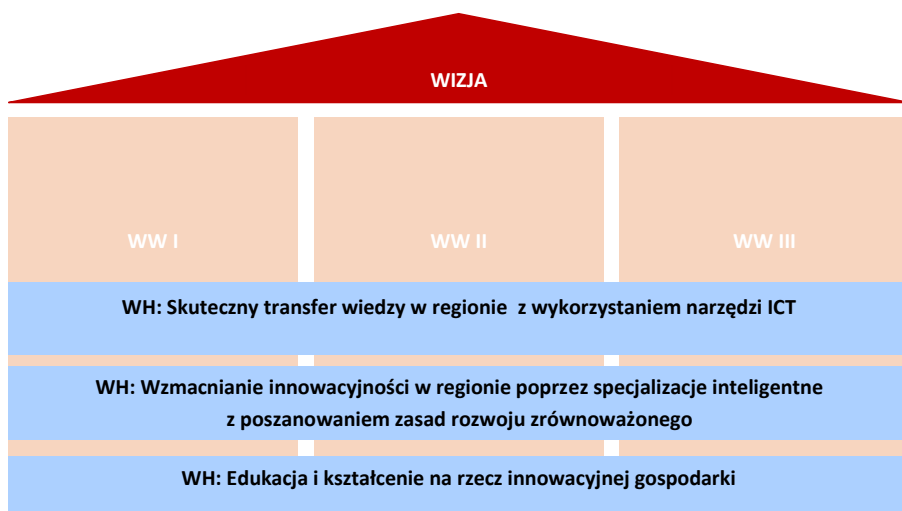 WIZJA
WW I
WW II
WW III
WH: Skuteczny transfer wiedzy w regionie z wykorzystaniem narzędzi ICT
WH: Wzmacnianie innowacyjności w regionie poprzez specjalizacje inteligentne
z poszanowaniem zasad rozwoju zrównoważonego
WH: Edukacja i kształcenie na rzecz innowacyjnej gospodarki